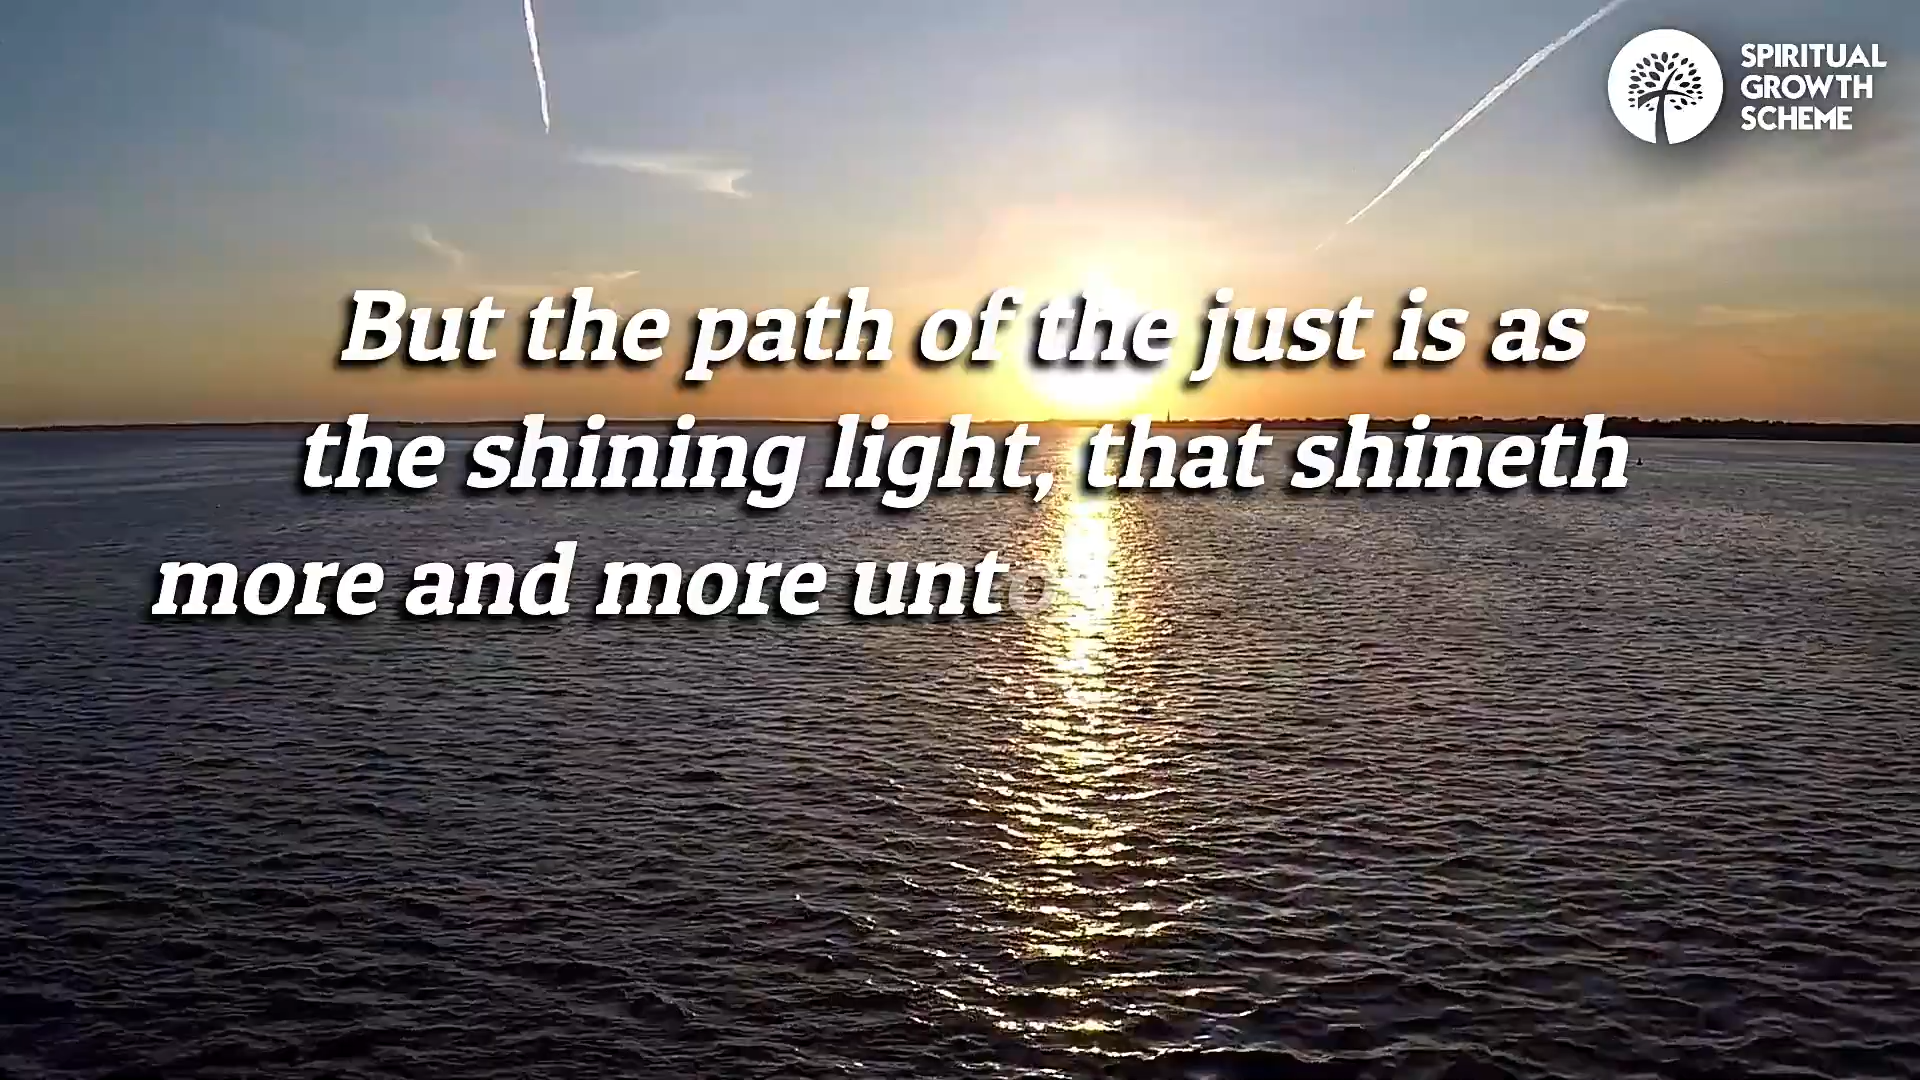 SPIRITUAL
GROWTH
SCHEME
But the path of the just is as
the shining light, that shineth
more and more unto